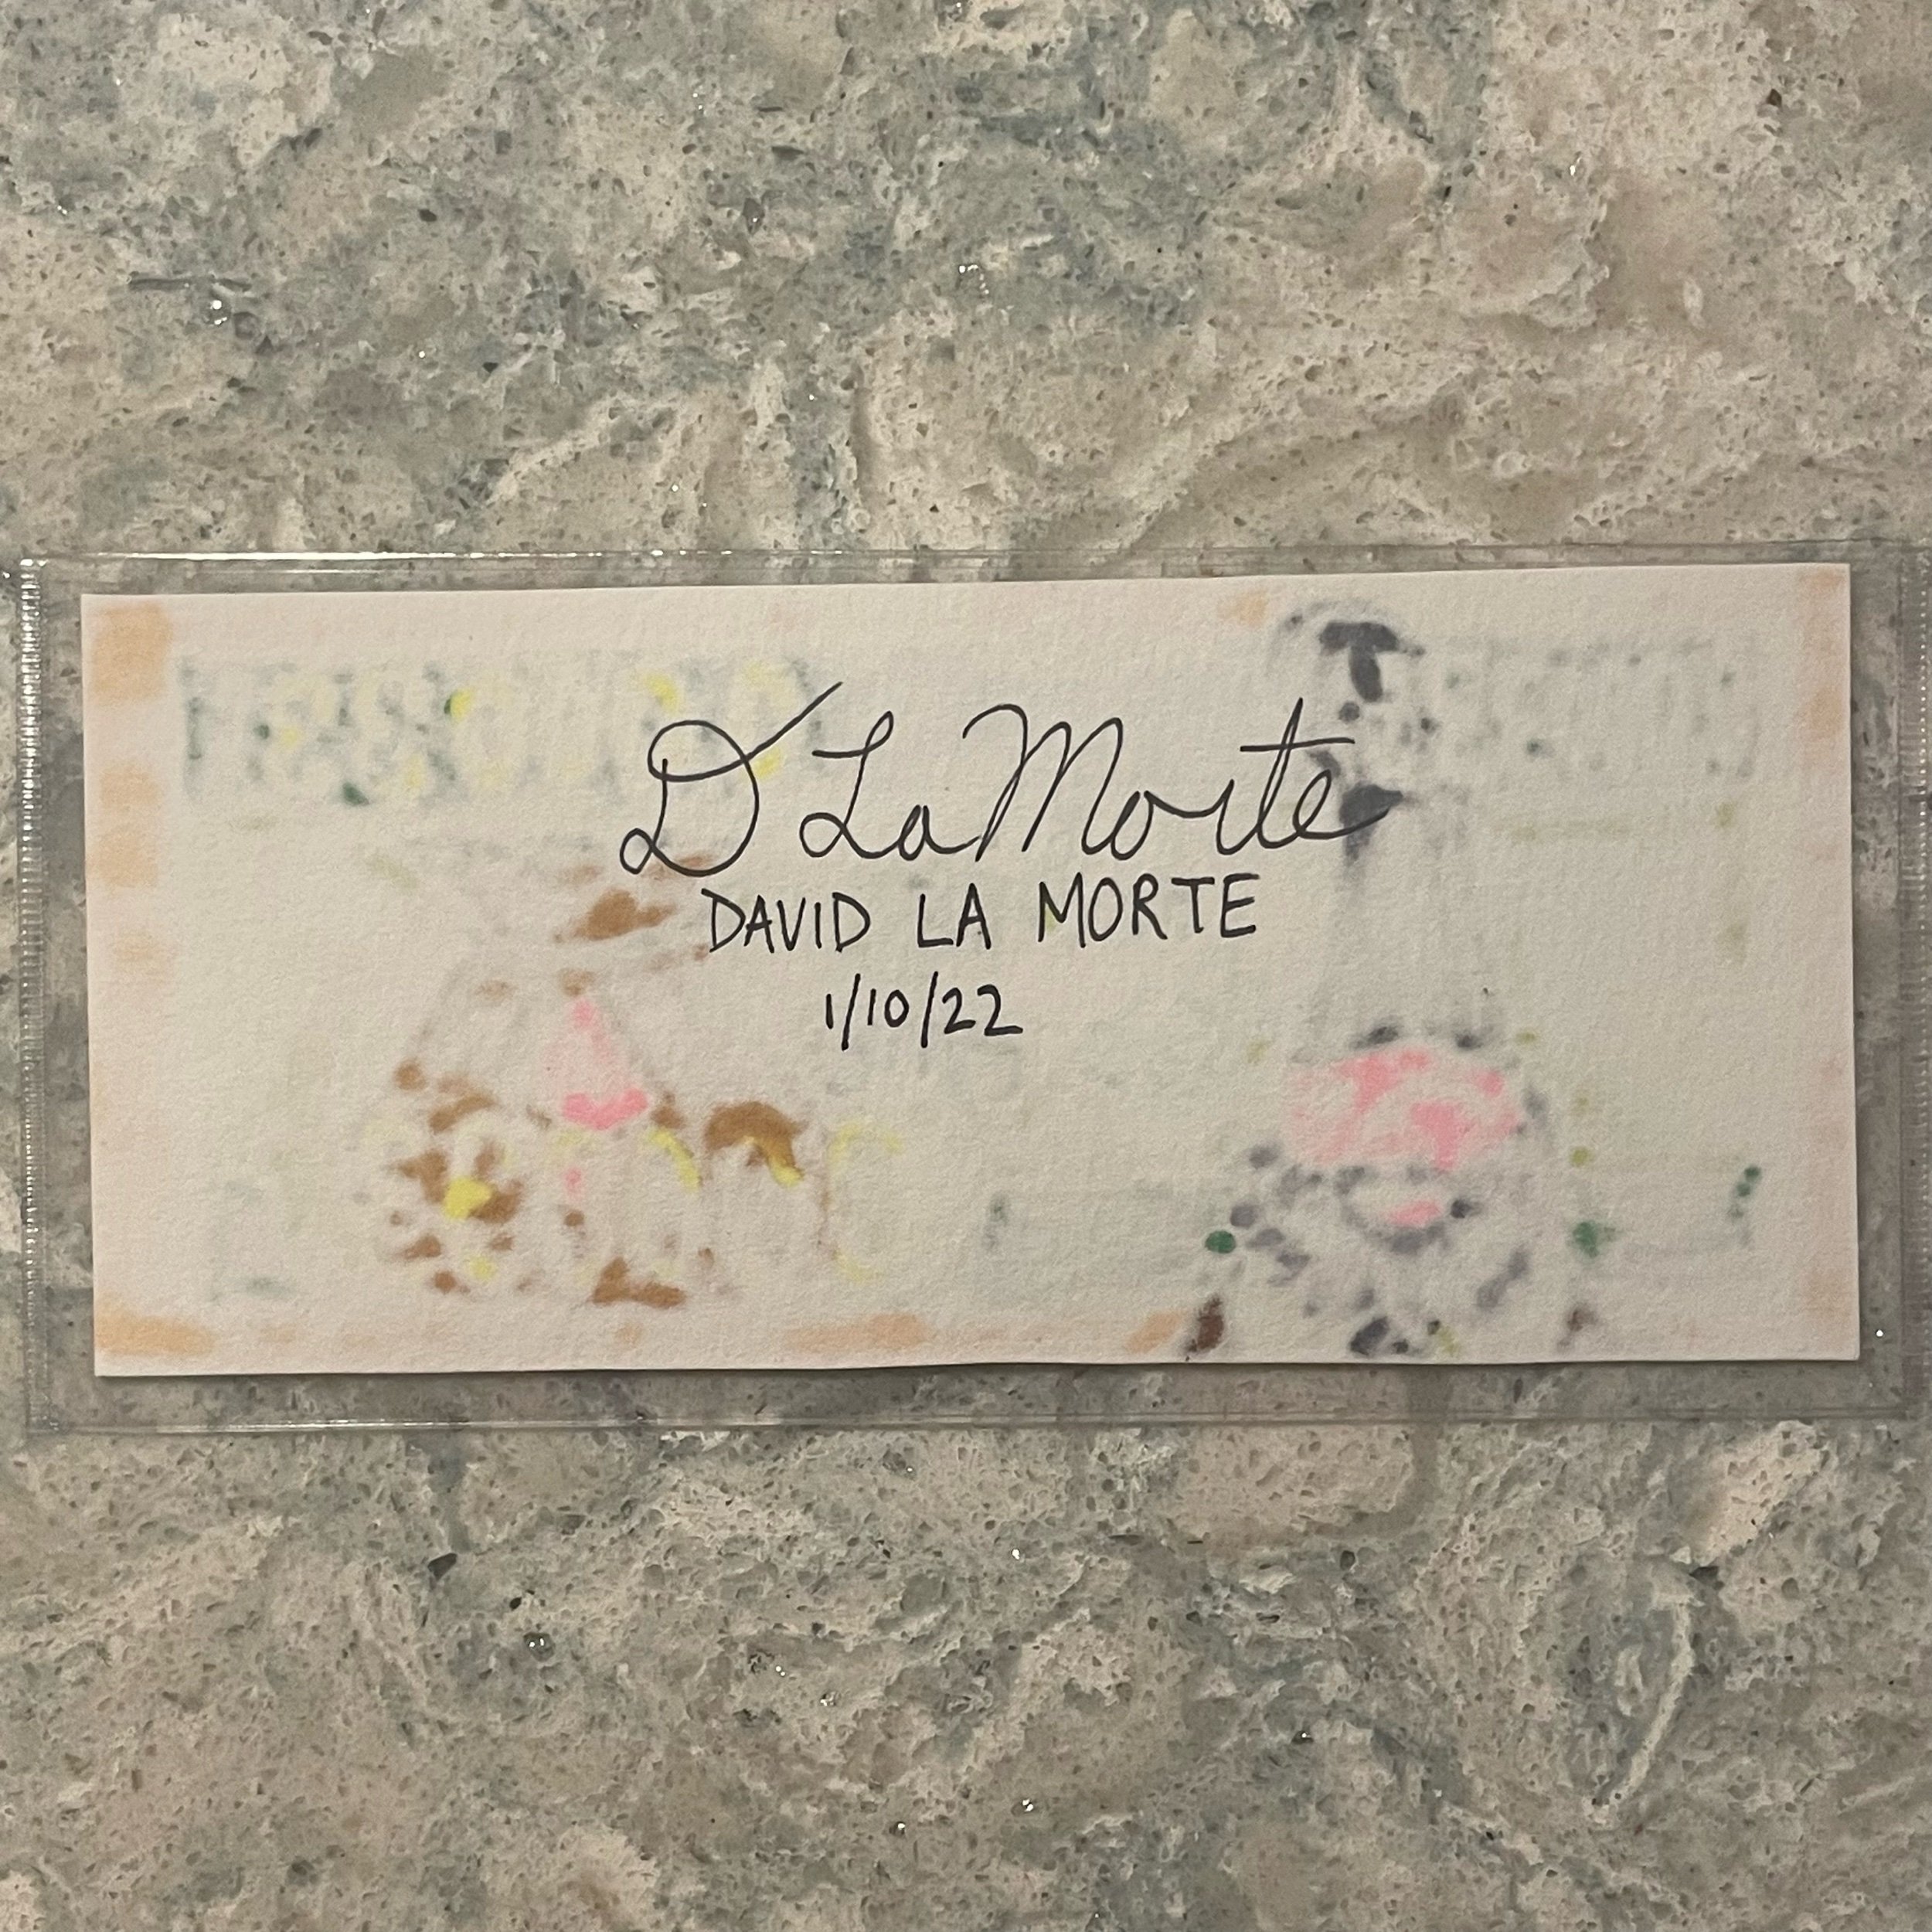 D LaMorte
DAVID LA MORTE
1/10/22